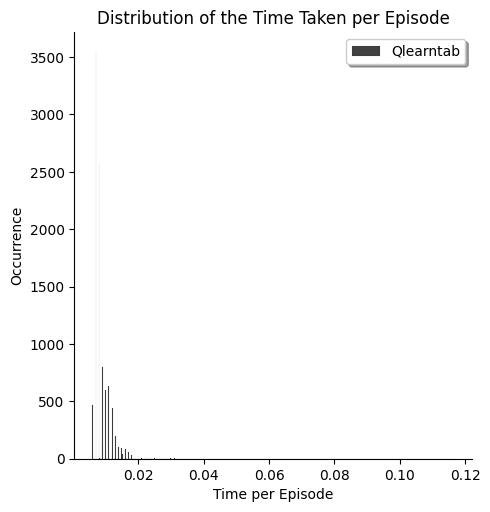 Distribution of the Time Taken per Episode
Qlearntab
3500
3000
2500
2000
1500
1000
500
0
Occurrence
0.02 0.04 0.06 0.08 0.10 0.12
Time per Episode